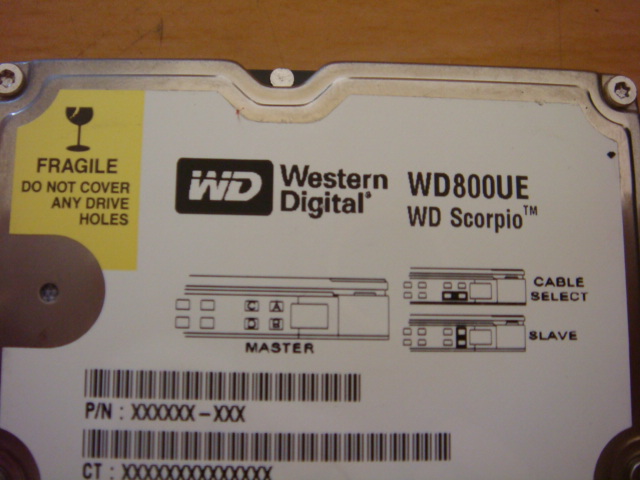 FRAGILE
DO NOT COVER
ANY DRIVE
HOLES
WD
Western
Digital®
WD800UE
WD Scorpio™
C A
D B
MASTER
CABLE
SELECT
SLAVE
P/N : XXXXXX-XXX
CT : XXXXXXXXXXXXXX